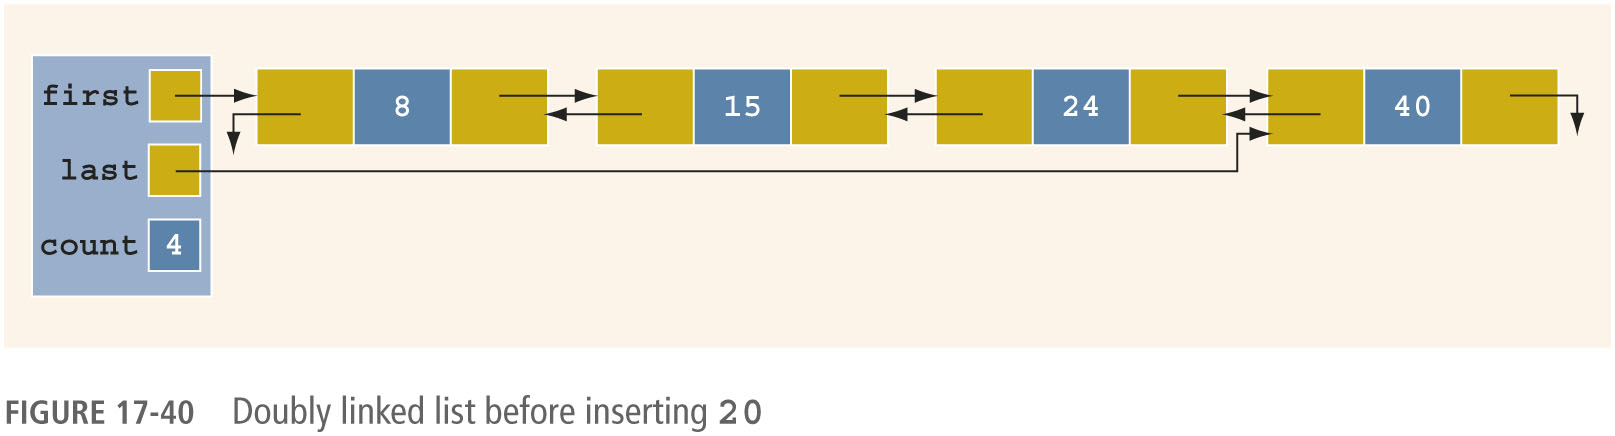 first
8
15
24
40
last
count 4
FIGURE 17-40 Doubly linked list before inserting 20